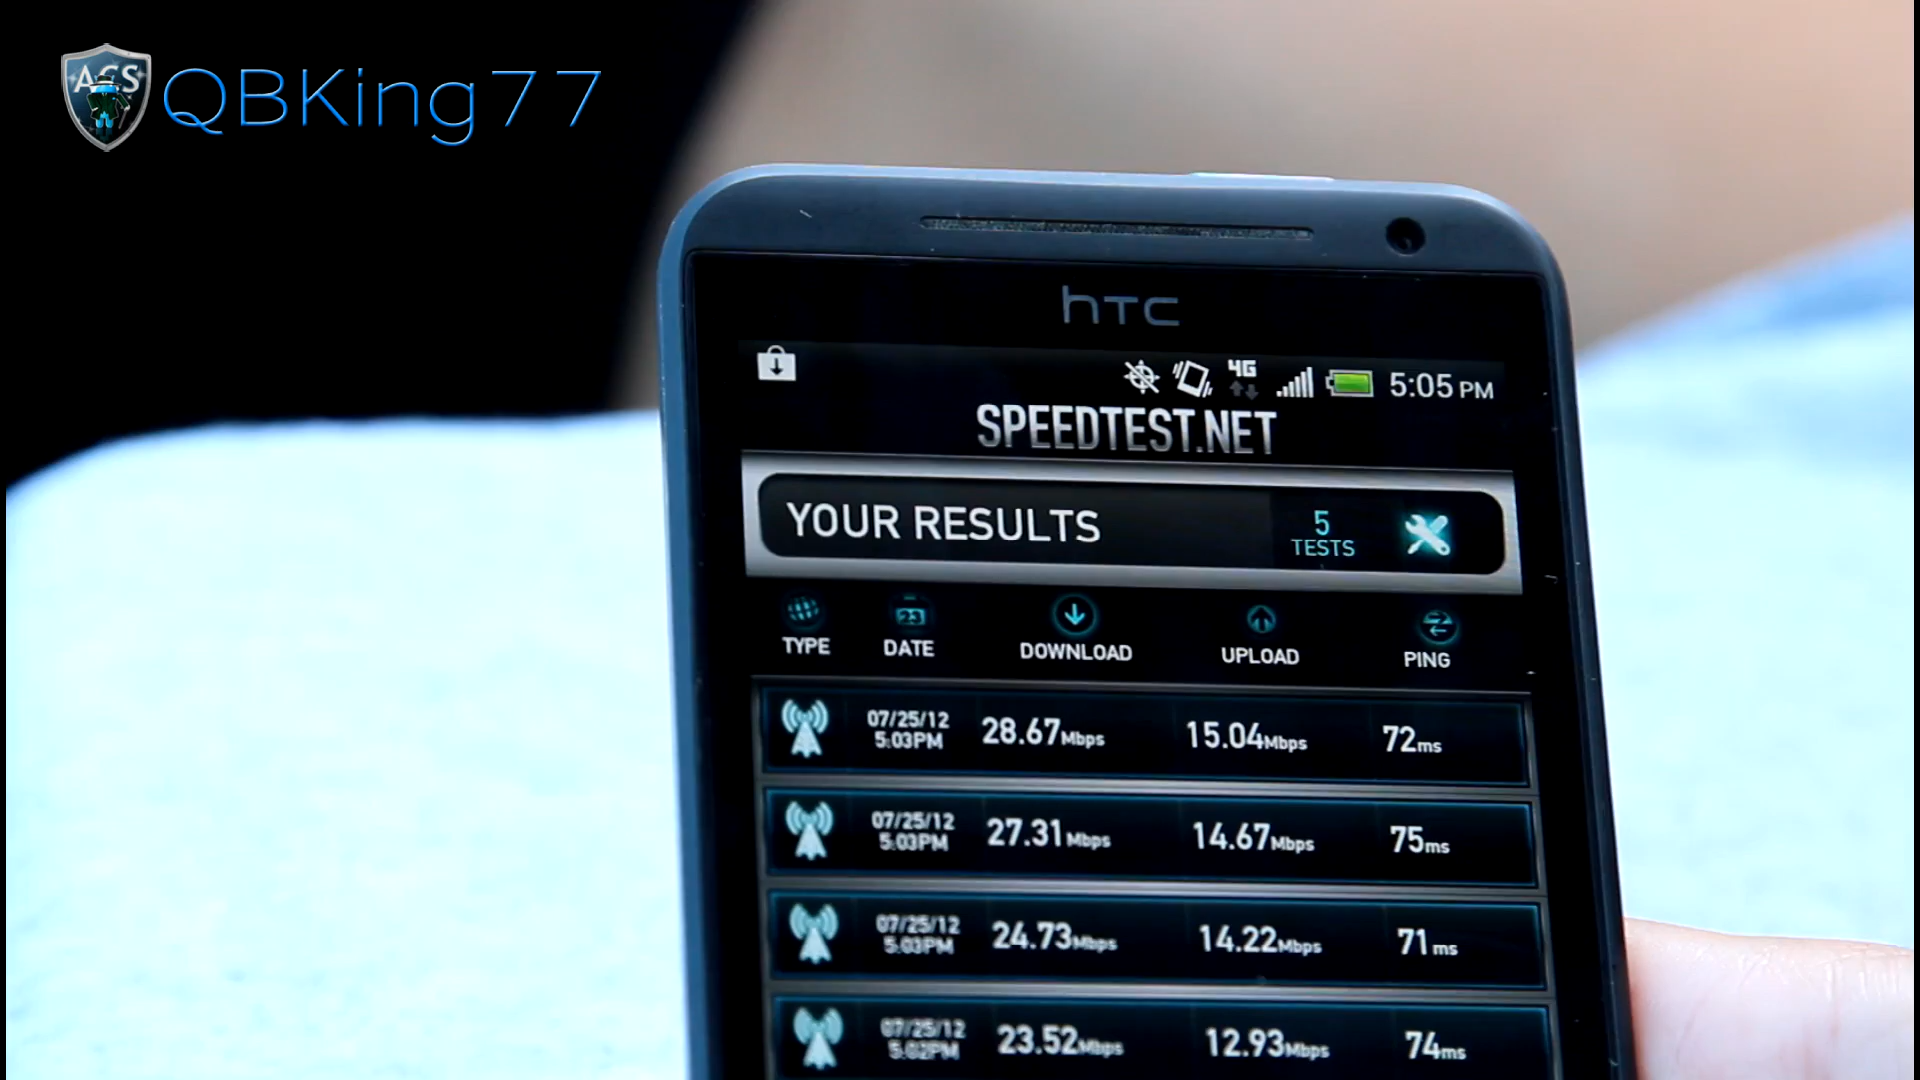 ACS
QBKing77
hTC
4G 5:05 PM
SPEEDTEST.NET
YOUR RESULTS 5 TESTS
23
TYPE DATE DOWNLOAD UPLOAD PING
07/25/12 5:03PM 28.67Mbps 15.04Mbps 72ms
07/25/12 5:03PM 27.31Mbps 14.67Mbps 75ms
07/25/12 5:03PM 24.73Mbps 14.22Mbps 71ms
07/25/12 5:02PM 23.52Mbps 12.93Mbps 74ms